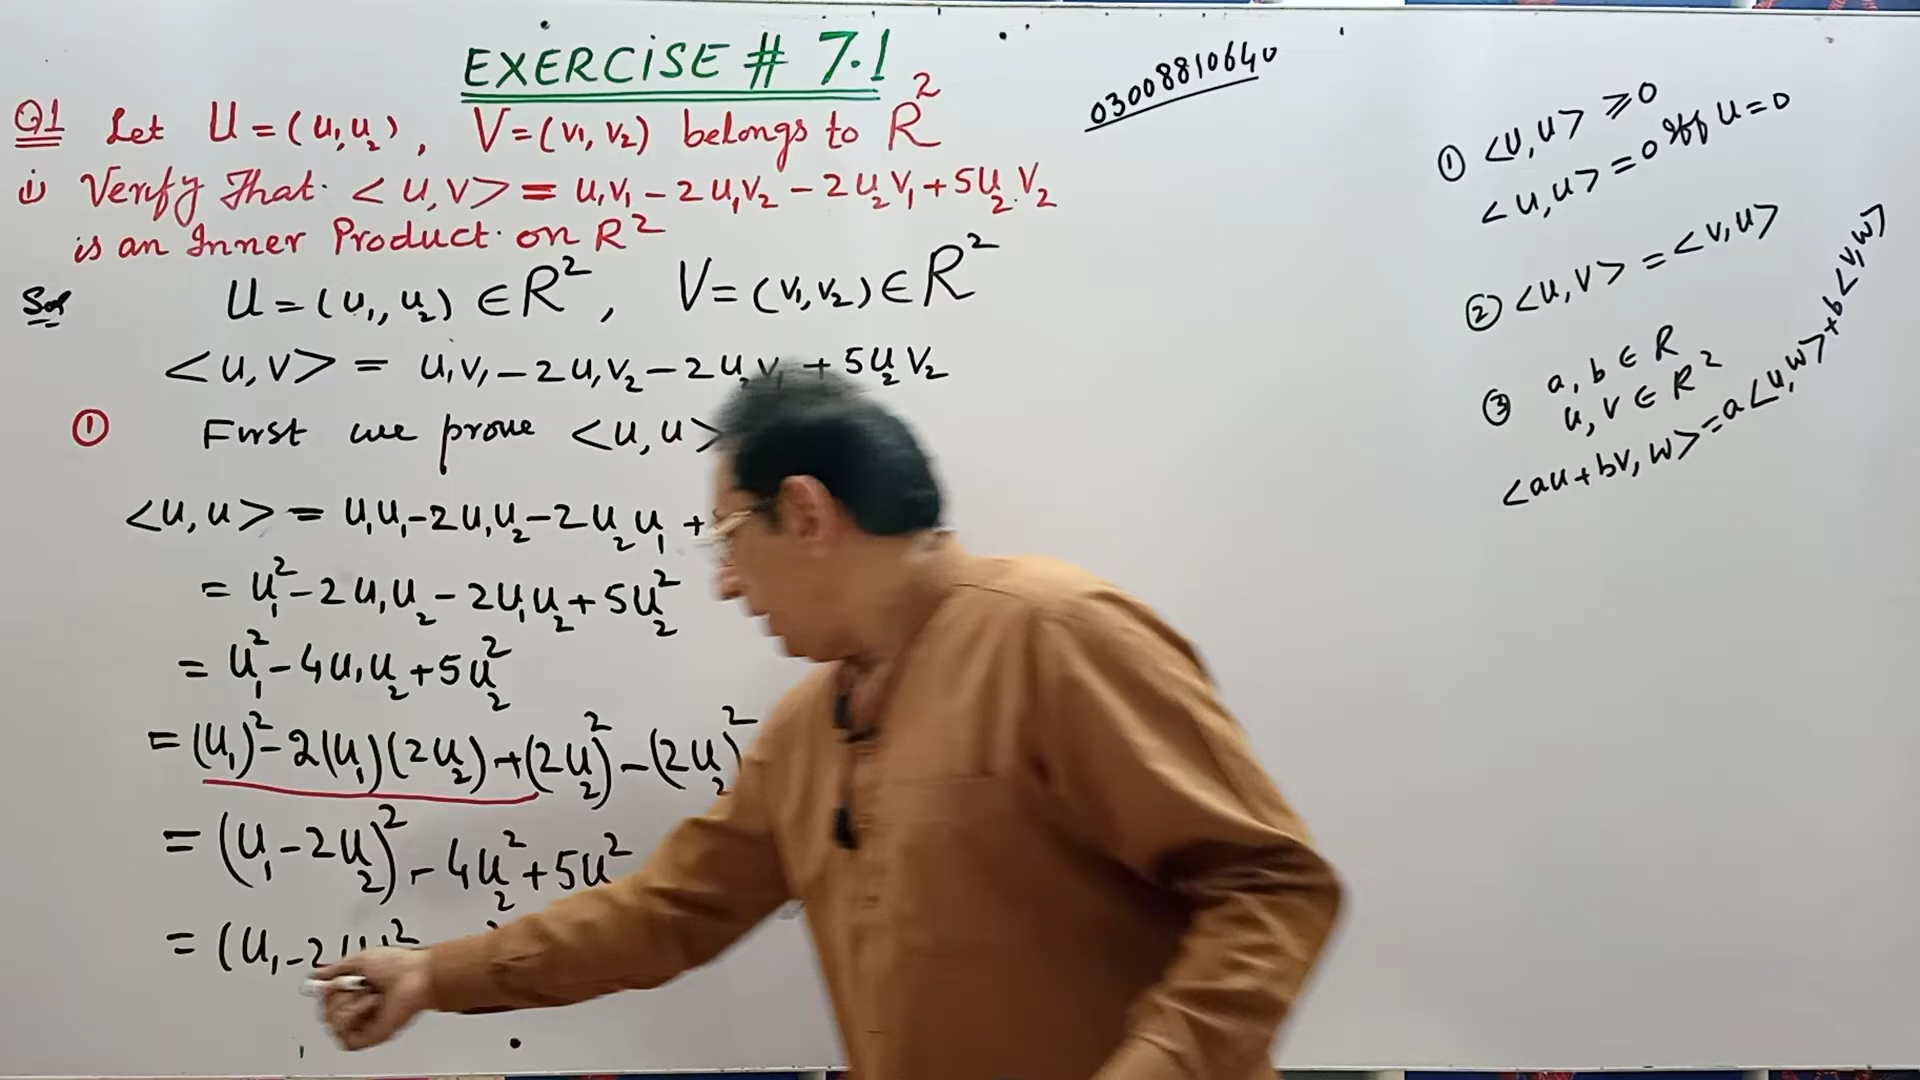 EXERCISE # 7.1
03008810640
Q1 Let U = (u₁, u₂), V = (v₁, v₂) belongs to R²
i) Verify That <u, v> = u₁v₁ - 2u₁v₂ - 2u₂v₁ + 5u₂v₂
is an Inner Product on R²
Sol U = (u₁, u₂) ∈ R², V = (v₁, v₂) ∈ R²
<u, v> = u₁v₁ - 2u₁v₂ - 2u₂v₁ + 5u₂v₂
① First we prove <u, u>
<u, u> = u₁u₁ - 2u₁u₂ - 2u₂u₁ +
= u₁² - 2u₁u₂ - 2u₁u₂ + 5u₂²
= u₁² - 4u₁u₂ + 5u₂²
= (u₁)² - 2(u₁)(2u₂) + (2u₂)² - (2u₂)²
= (u₁ - 2u₂)² - 4u₂² + 5u²
= (u₁ - 2u
① <u, u> ≥ 0
<u, u> = 0 iff u = 0
② <u, v> = <v, u>
③ a, b ∈ R
u, v ∈ R²
<au + bv, w> = a<u, w> + b<v, w>